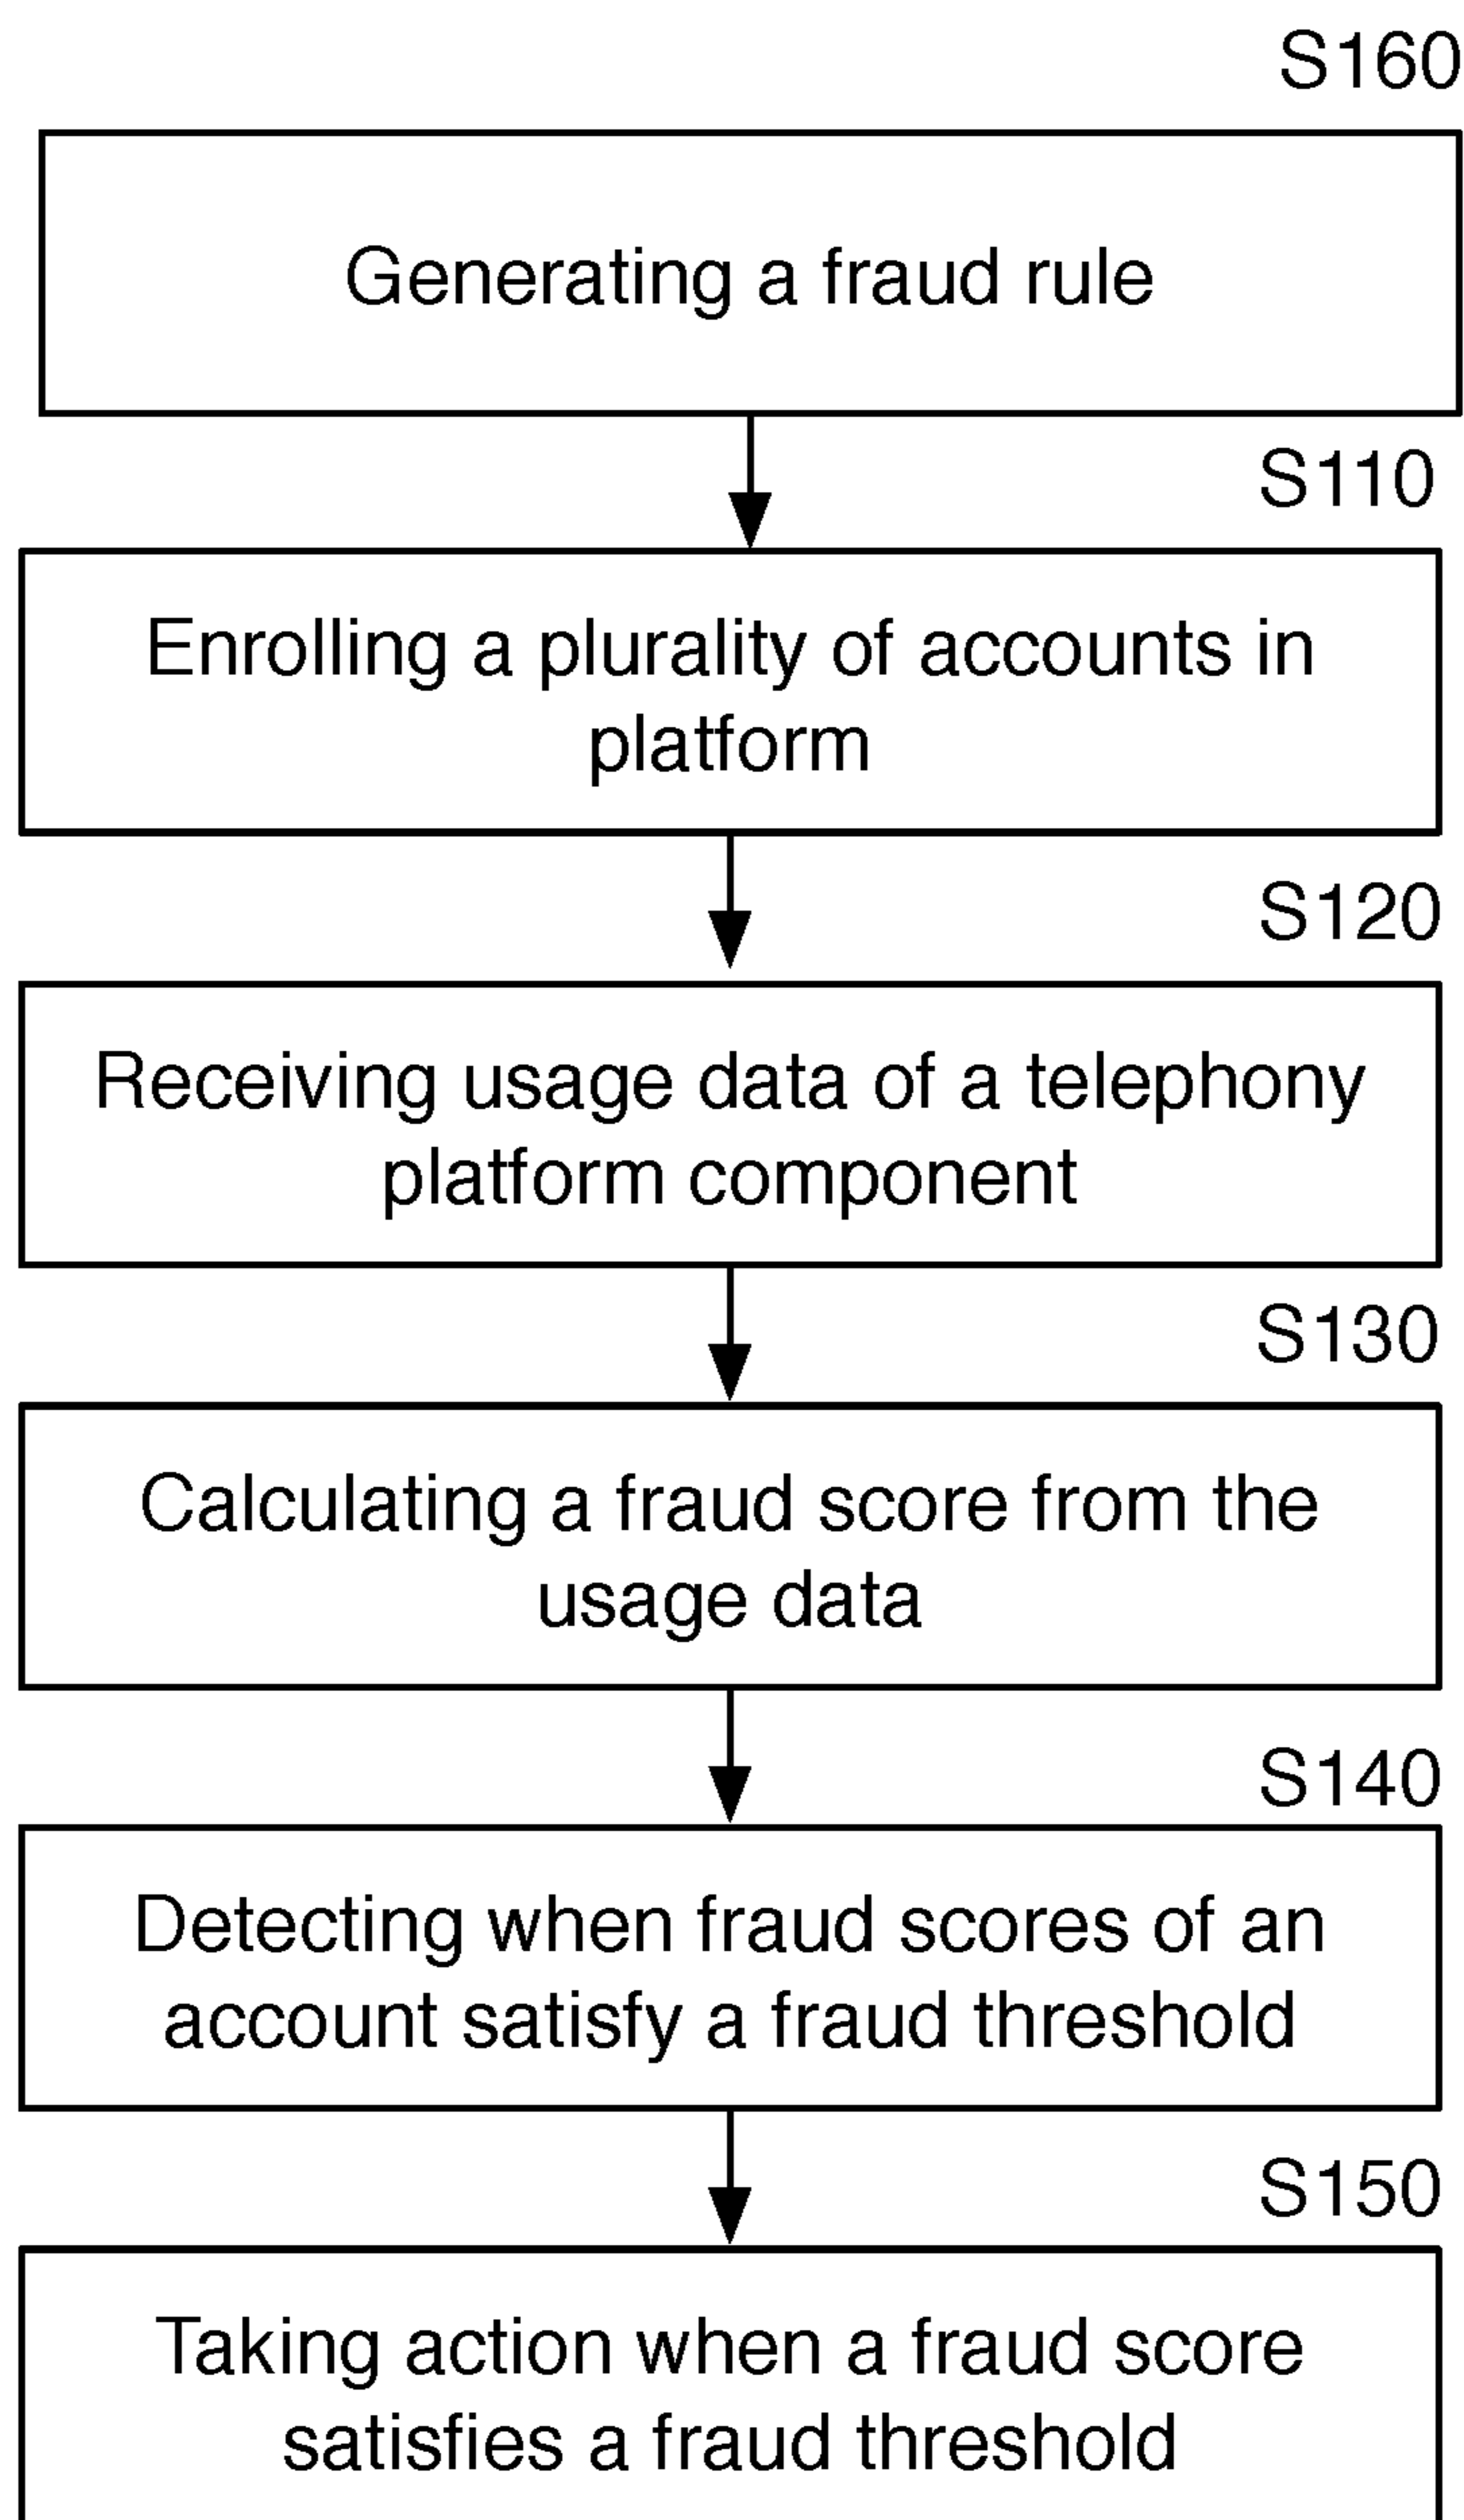 S160
Generating a fraud rule
S110
Enrolling a plurality of accounts in
platform
S120
Receiving usage data of a telephony
platform component
S130
Calculating a fraud score from the
usage data
S140
Detecting when fraud scores of an
account satisfy a fraud threshold
S150
Taking action when a fraud score
satisfies a fraud threshold